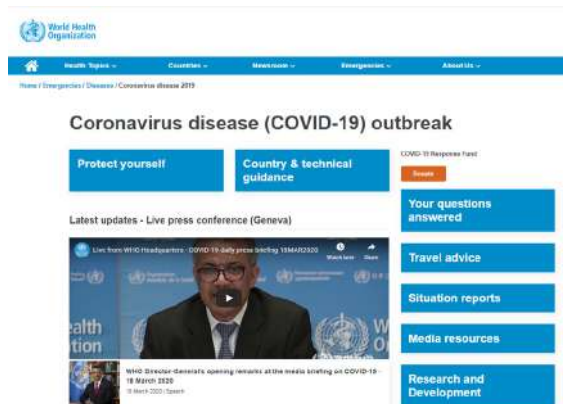 World Health
Organization
Health Topics
Countries
Newsroom
Emergencies
About Us
Home / Emergencies / Diseases / Coronavirus disease 2019
Coronavirus disease (COVID-19) outbreak
Protect yourself
Country & technical
guidance
COVID-19 Response Fund
Donate
Latest updates - Live press conference (Geneva)
Your questions
answered
Live from WHO Headquarters - COVID-19 daily press briefing 18MAR2020
Watch later
Share
Travel advice
Situation reports
Media resources
Research and
Development
WHO Director-General's opening remarks at the media briefing on COVID-19 -
18 March 2020
18 March 2020 | Speech